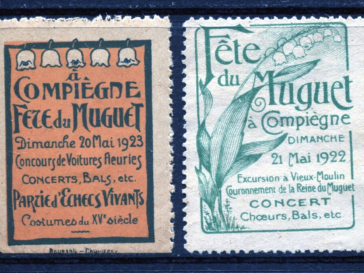 à
COMPIÈGNE
FÊTE du MUGUET
Dimanche 20 Mai 1923
Concours de Voitures fleuries
CONCERTS, BALS, etc.
PARTIE d'ECHECS VIVANTS
Costumes du XVe siècle
Fête
du Muguet
à Compiègne
DIMANCHE
21 Mai 1922
Excursion à Vieux-Moulin
Couronnement de la Reine du Muguet
CONCERT
Chœurs, Bals, etc